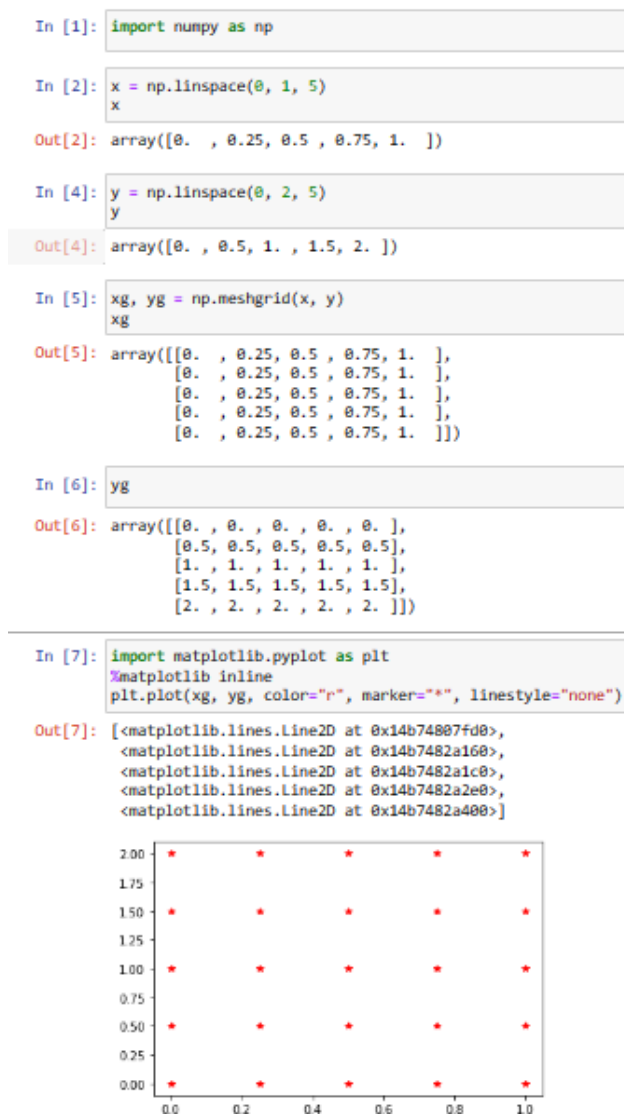 In [1]: import numpy as np
In [2]: x = np.linspace(0, 1, 5)
x
Out[2]: array([0.  , 0.25, 0.5 , 0.75, 1.  ])
In [4]: y = np.linspace(0, 2, 5)
y
Out[4]: array([0. , 0.5, 1. , 1.5, 2. ])
In [5]: xg, yg = np.meshgrid(x, y)
xg
Out[5]: array([[0.  , 0.25, 0.5 , 0.75, 1.  ],
[0.  , 0.25, 0.5 , 0.75, 1.  ],
[0.  , 0.25, 0.5 , 0.75, 1.  ],
[0.  , 0.25, 0.5 , 0.75, 1.  ],
[0.  , 0.25, 0.5 , 0.75, 1.  ]])
In [6]: yg
Out[6]: array([[0. , 0. , 0. , 0. , 0. ],
[0.5, 0.5, 0.5, 0.5, 0.5],
[1. , 1. , 1. , 1. , 1. ],
[1.5, 1.5, 1.5, 1.5, 1.5],
[2. , 2. , 2. , 2. , 2. ]])
In [7]: import matplotlib.pyplot as plt
%matplotlib inline
plt.plot(xg, yg, color="r", marker="*", linestyle="none")
Out[7]: [<matplotlib.lines.Line2D at 0x14b74807fd0>,
<matplotlib.lines.Line2D at 0x14b7482a160>,
<matplotlib.lines.Line2D at 0x14b7482a1c0>,
<matplotlib.lines.Line2D at 0x14b7482a2e0>,
<matplotlib.lines.Line2D at 0x14b7482a400>]
2.00
1.75
1.50
1.25
1.00
0.75
0.50
0.25
0.00
0.0 0.2 0.4 0.6 0.8 1.0